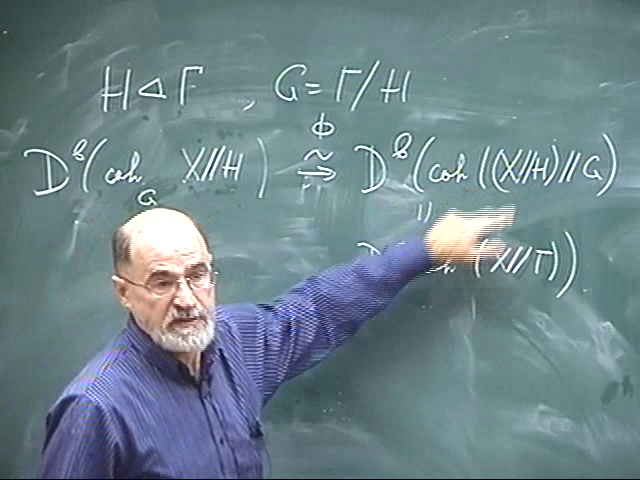 H ◁ Γ , G = Γ/H
D^b(coh_G X//H) ≃→^Φ D^b(coh((X//H)//G)
"
(X//Γ))